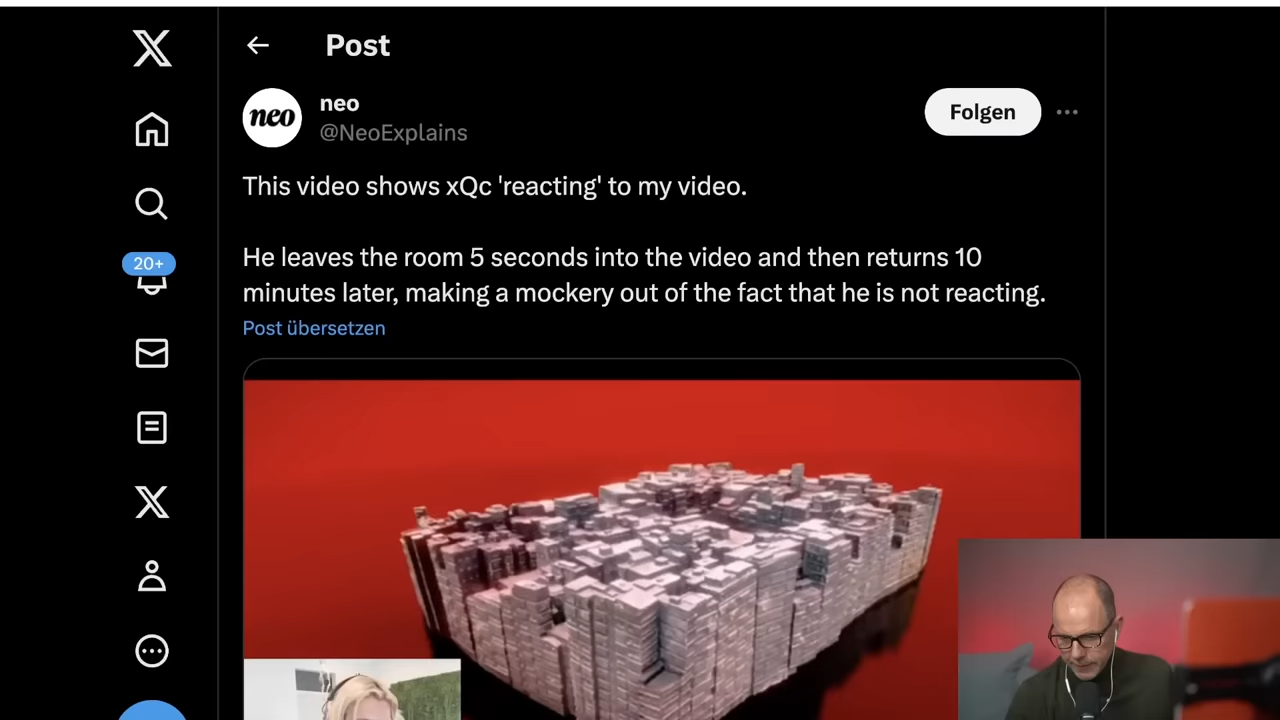 Post
neo
neo
@NeoExplains
Folgen
This video shows xQc 'reacting' to my video.
He leaves the room 5 seconds into the video and then returns 10
minutes later, making a mockery out of the fact that he is not reacting.
Post übersetzen
20+